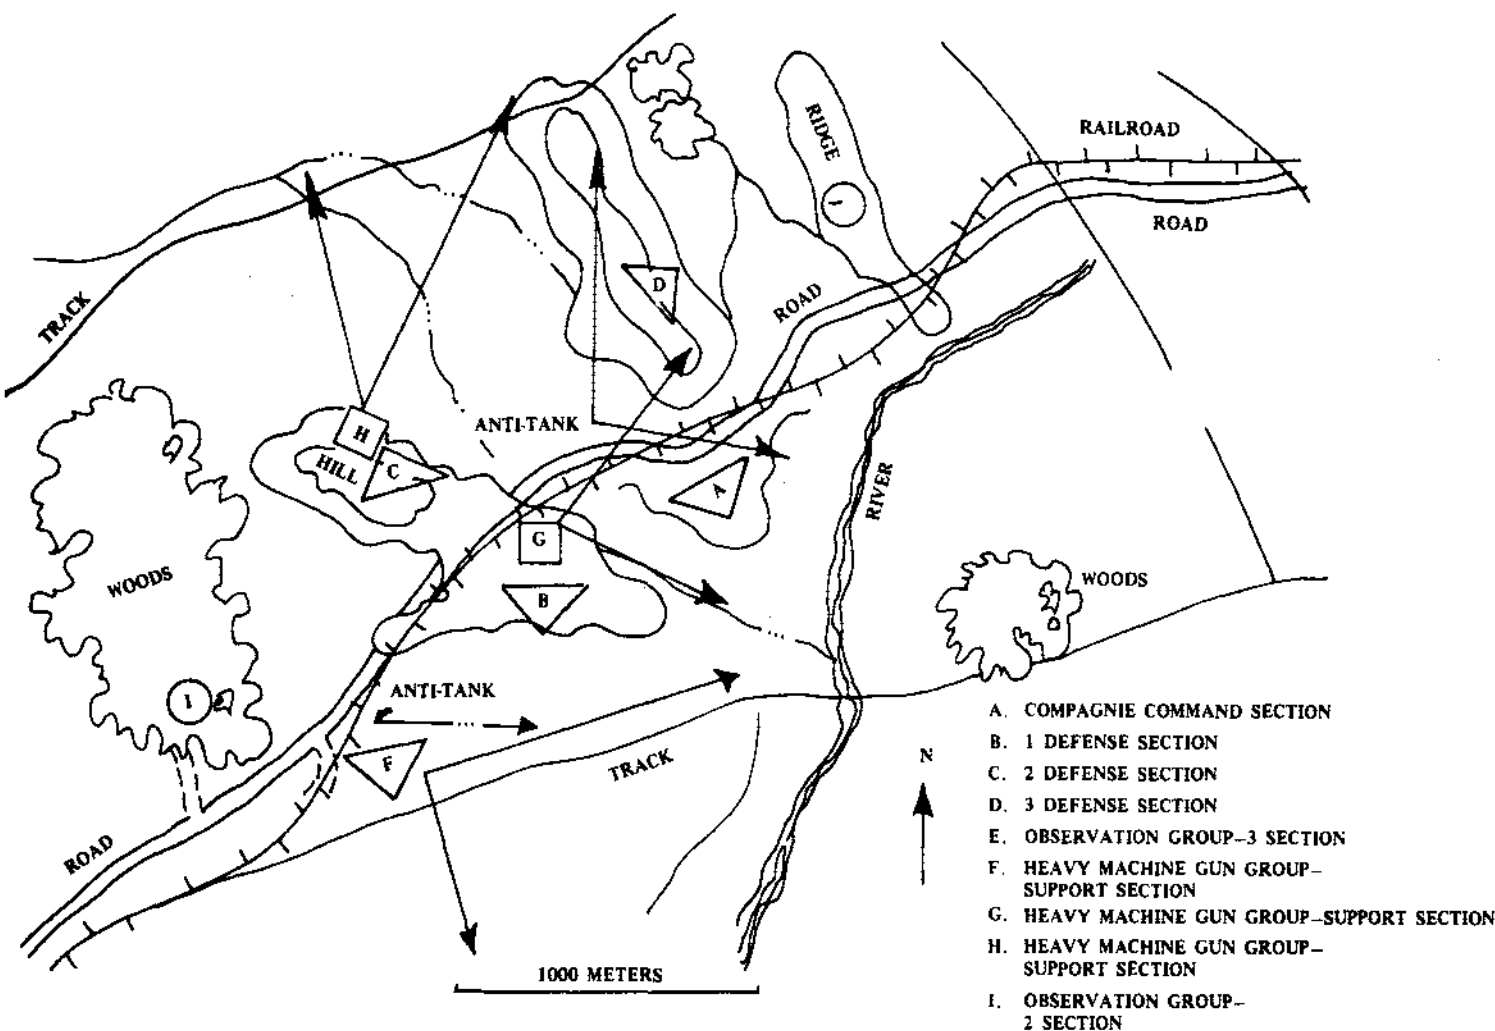 RAILROAD
RIDGE
ROAD
TRACK
D
ROAD
ANTI-TANK
H
HILL
C
A
RIVER
G
WOODS
B
WOODS
I
ANTI-TANK
F
TRACK
ROAD
N
1000 METERS
A. COMPAGNIE COMMAND SECTION
B. 1 DEFENSE SECTION
C. 2 DEFENSE SECTION
D. 3 DEFENSE SECTION
E. OBSERVATION GROUP–3 SECTION
F. HEAVY MACHINE GUN GROUP–
SUPPORT SECTION
G. HEAVY MACHINE GUN GROUP–SUPPORT SECTION
H. HEAVY MACHINE GUN GROUP–
SUPPORT SECTION
I. OBSERVATION GROUP–
2 SECTION